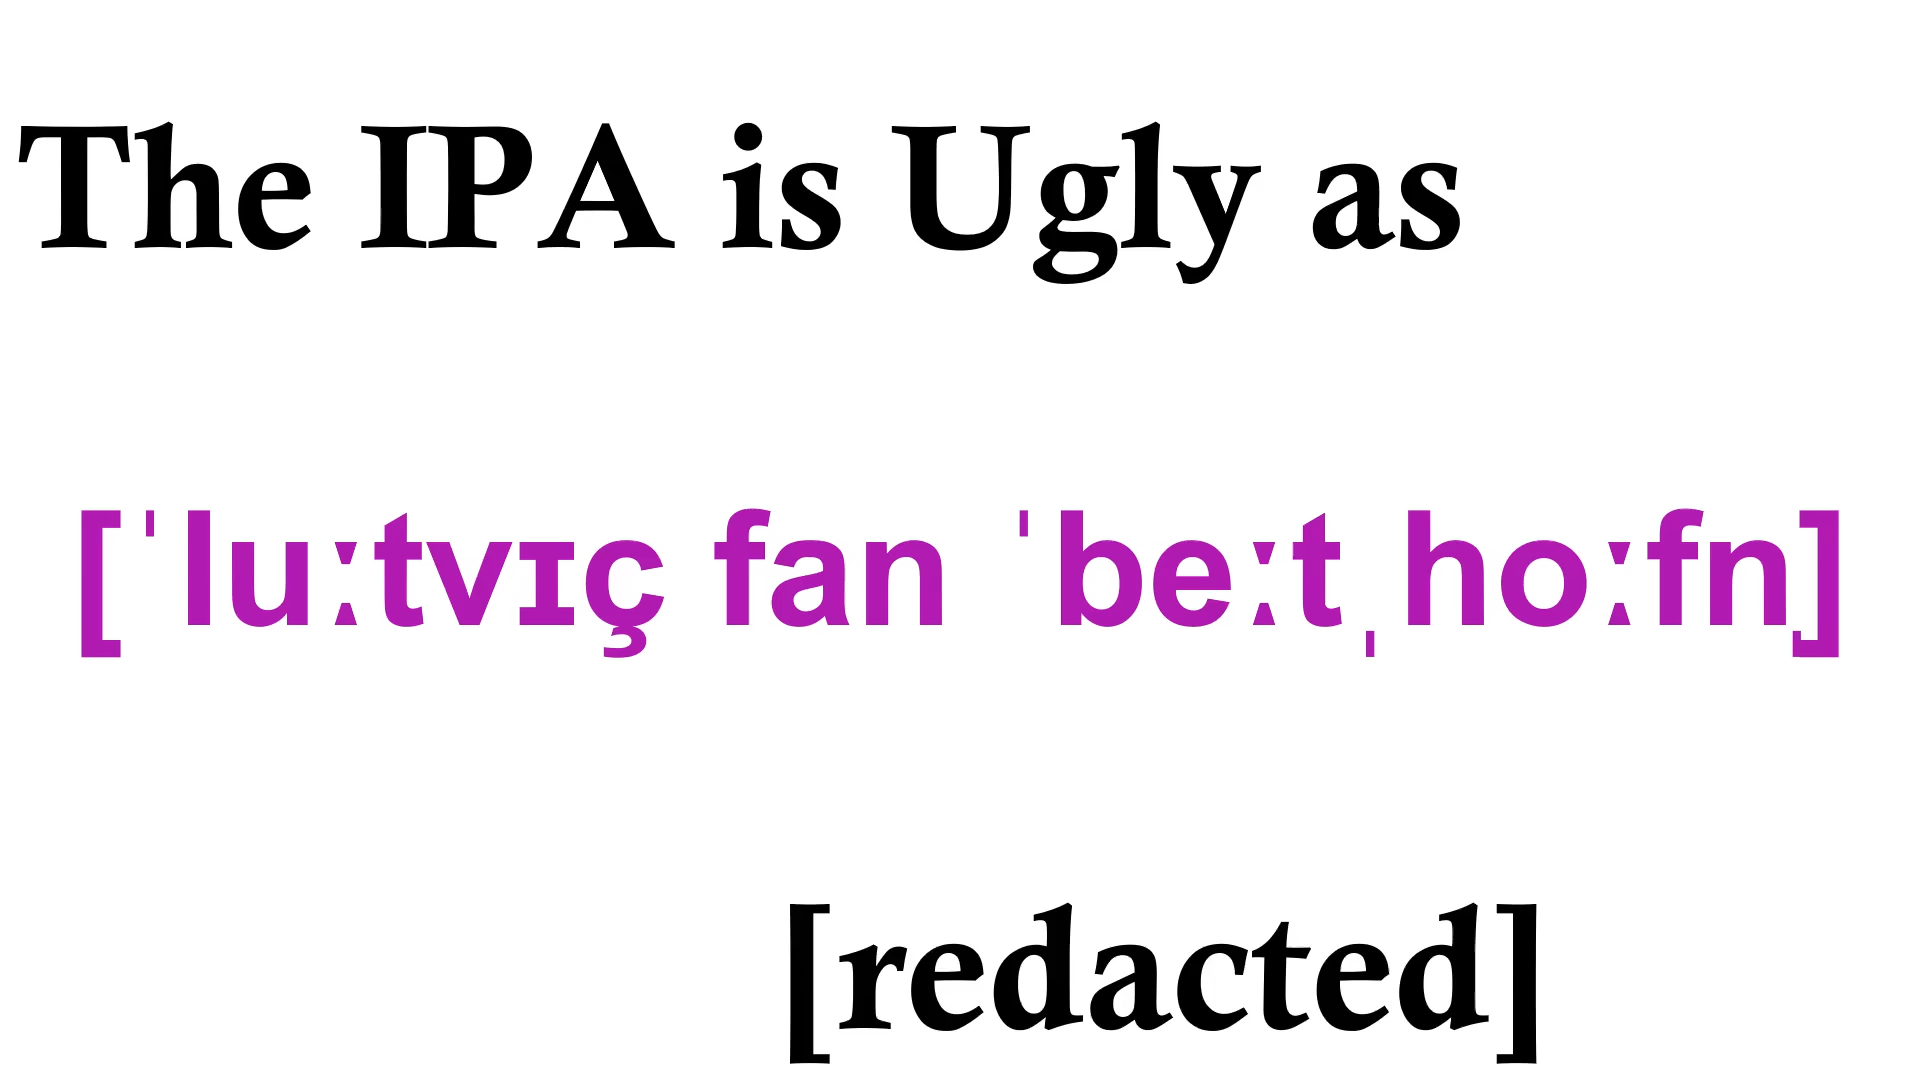 The IPA is Ugly as
[ˈluːtvɪç fan ˈbeːtˌhoːfn̩]
[redacted]